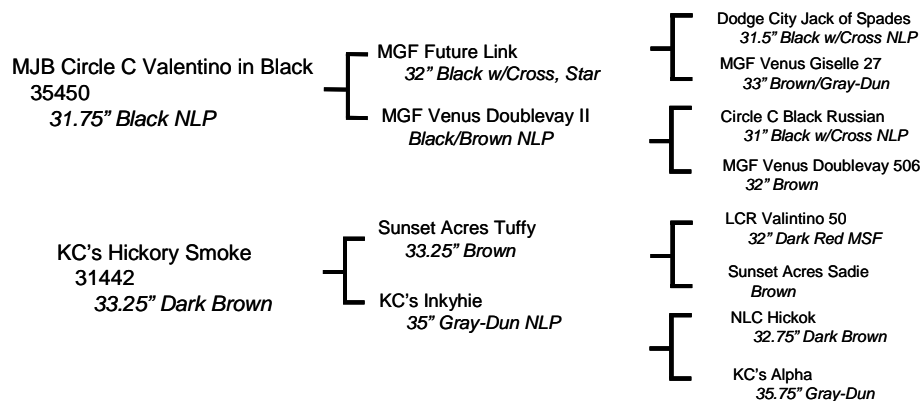 MJB Circle C Valentino in Black
35450
31.75” Black NLP
MGF Future Link
32” Black w/Cross, Star
MGF Venus Doublevay II
Black/Brown NLP
Dodge City Jack of Spades
31.5” Black w/Cross NLP
MGF Venus Giselle 27
33” Brown/Gray-Dun
Circle C Black Russian
31” Black w/Cross NLP
MGF Venus Doublevay 506
32” Brown
KC’s Hickory Smoke
31442
33.25” Dark Brown
Sunset Acres Tuffy
33.25” Brown
KC’s Inkyhie
35” Gray-Dun NLP
LCR Valintino 50
32” Dark Red MSF
Sunset Acres Sadie
Brown
NLC Hickok
32.75” Dark Brown
KC’s Alpha
35.75” Gray-Dun